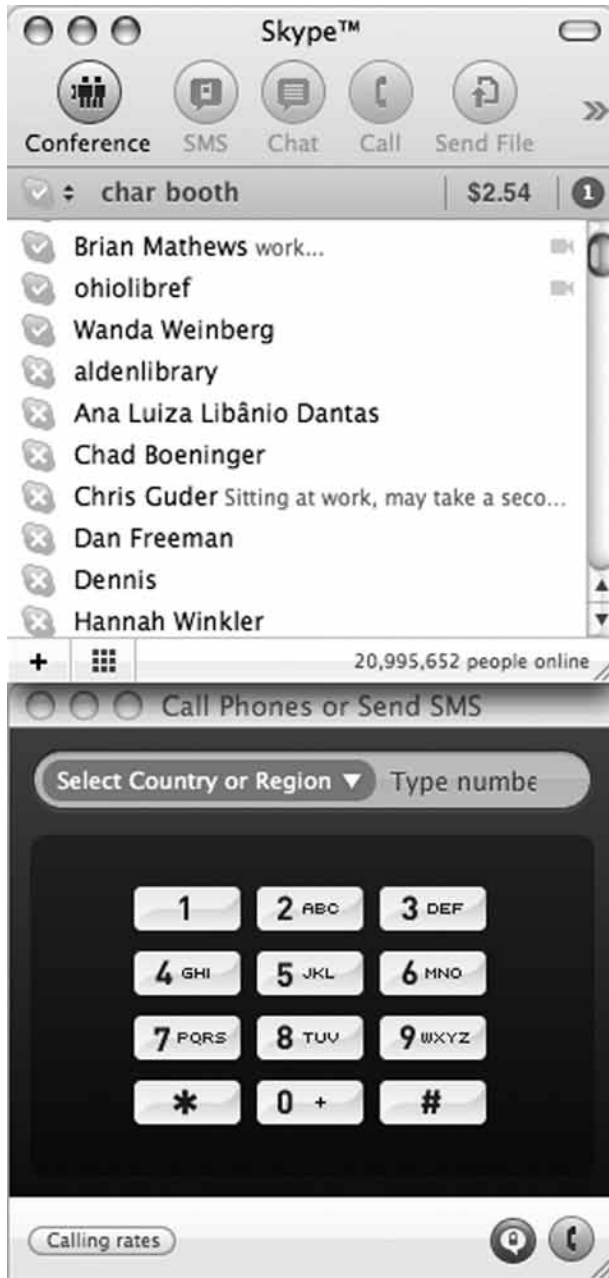 Skype™
Conference SMS Chat Call Send File
char booth $2.54 1
Brian Mathews work...
ohiolibref
Wanda Weinberg
aldenlibrary
Ana Luiza Libânio Dantas
Chad Boeninger
Chris Guder Sitting at work, may take a seco...
Dan Freeman
Dennis
Hannah Winkler
+ 20,995,652 people online
Call Phones or Send SMS
Select Country or Region Type numbe
1 2 ABC 3 DEF
4 GHI 5 JKL 6 MNO
7 PQRS 8 TUV 9 WXYZ
* 0 + #
Calling rates